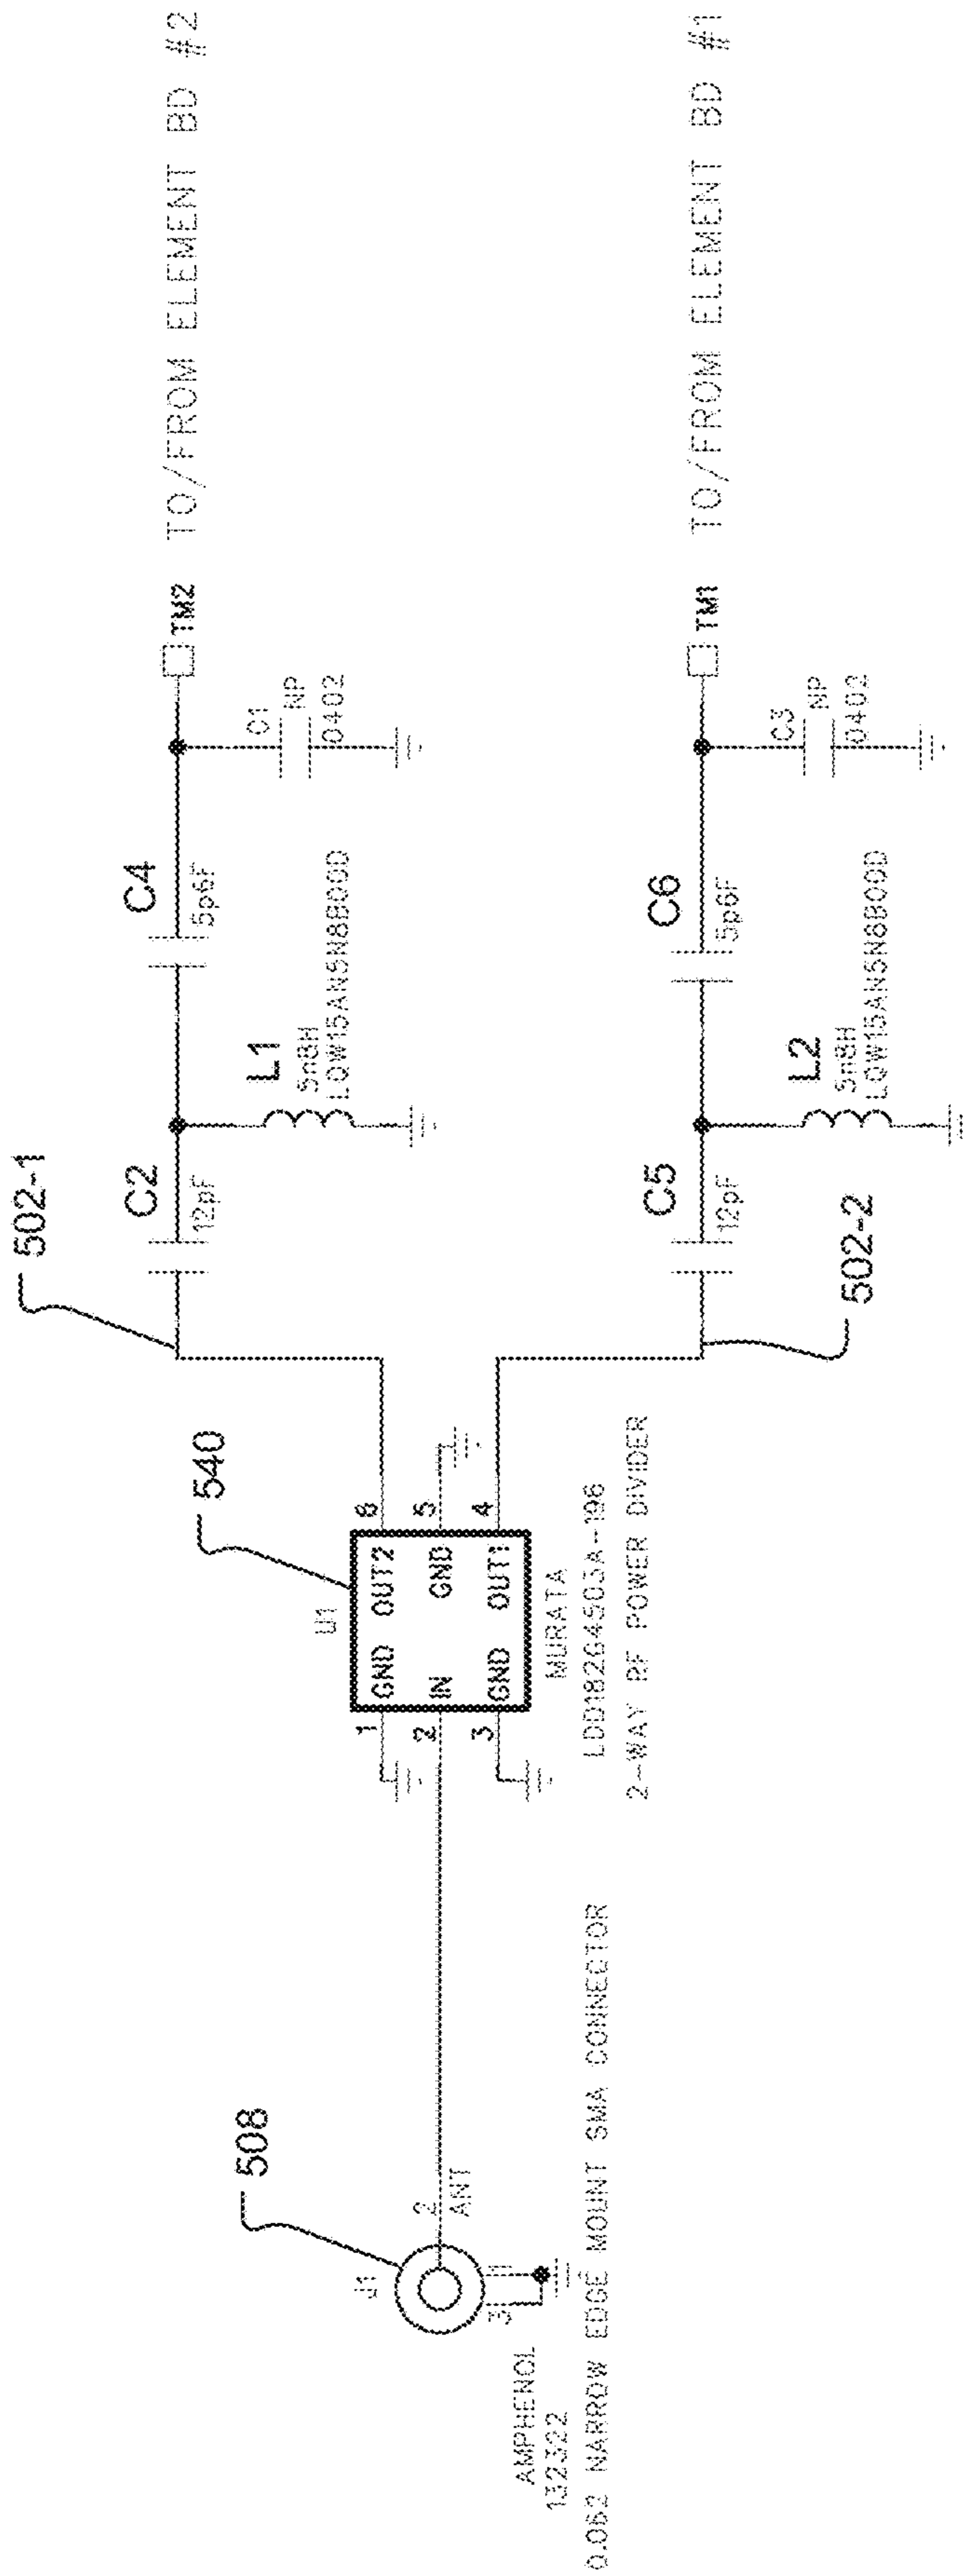 508
J1
2
ANT
1
3
AMPHENOL
132322
0.062 NARROW EDGE MOUNT SMA CONNECTOR
540
U1
1
GND
OUT2
6
2
IN
GND
5
3
GND
OUT1
4
MURATA
2-WAY RF POWER DIVIDER
502-1
C2
12pF
L1
5n8H
LQW15AN5N8B00D
C4
5p6F
C1
NP
0402
TM2
TO/FROM ELEMENT BD #2
502-2
C5
12pF
L2
5n8H
LQW15AN5N8B00D
C6
5p6F
C3
NP
0402
TM1
TO/FROM ELEMENT BD #1